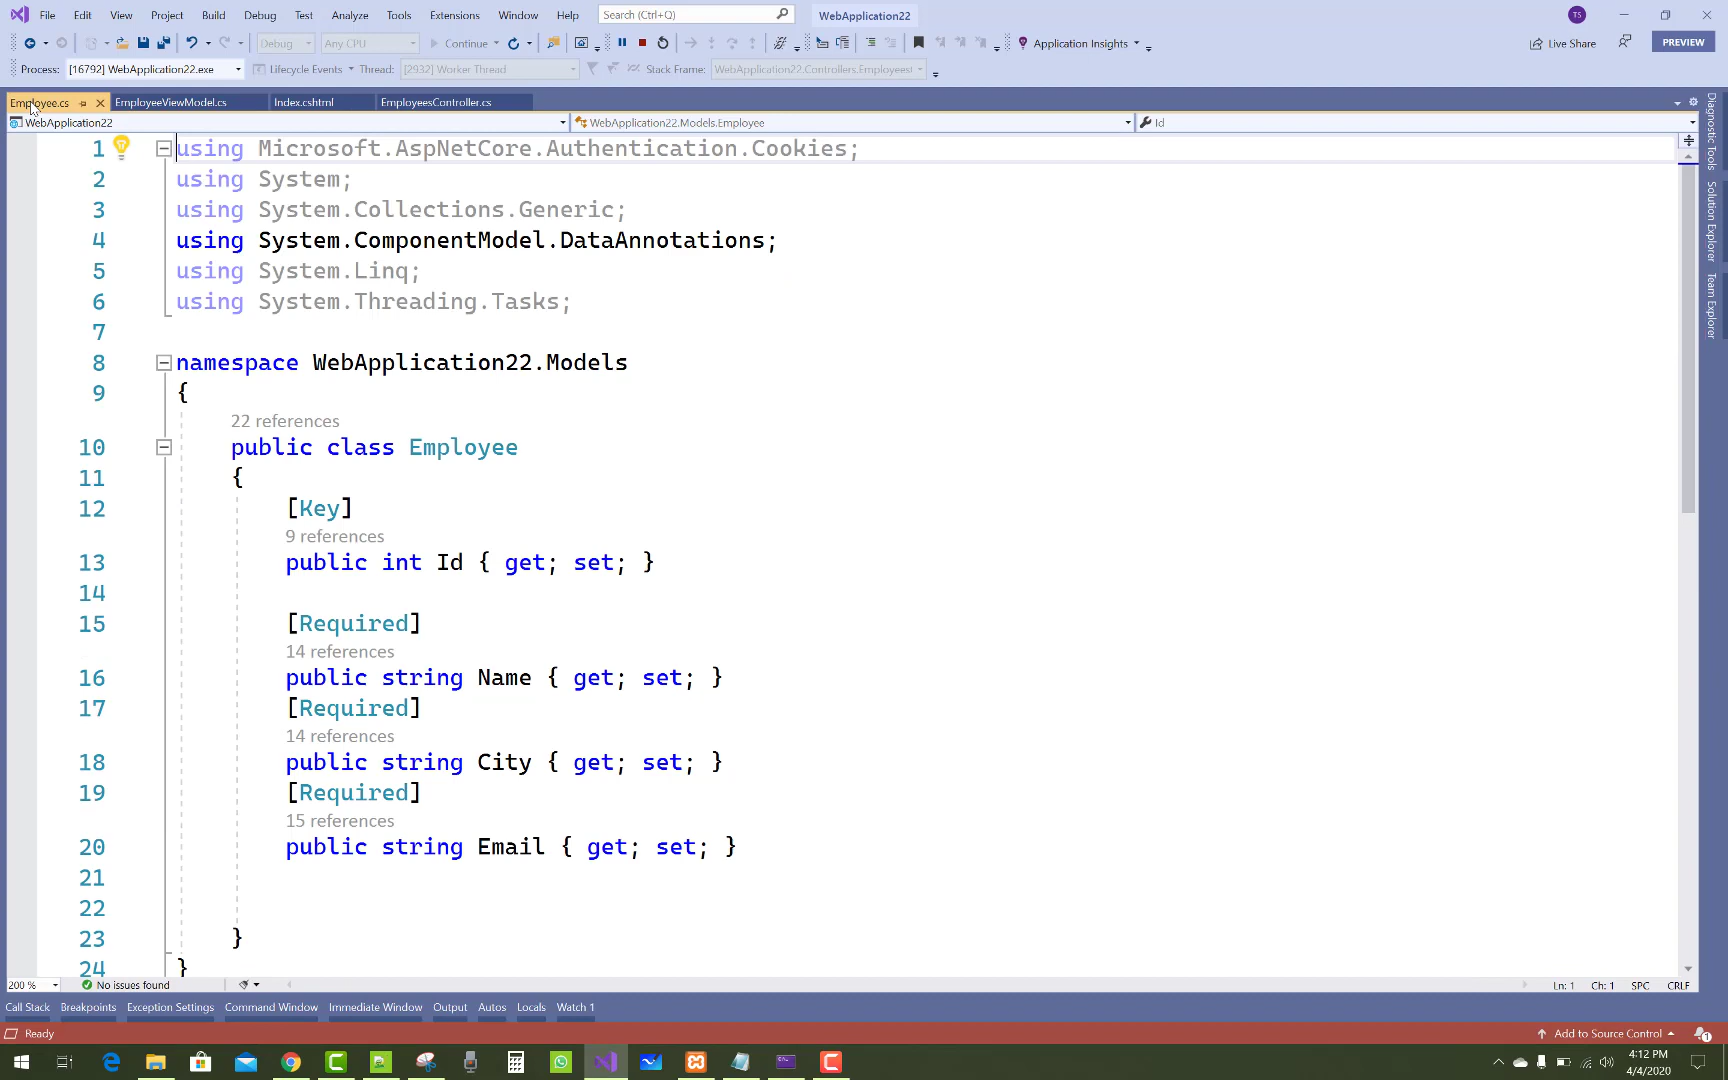 File Edit View Project Build Debug Test Analyze Tools Extensions Window Help Search (Ctrl+Q) WebApplication22 TS
Debug Any CPU Continue Application Insights Live Share PREVIEW
Process: [16792] WebApplication22.exe Lifecycle Events Thread: [2932] Worker Thread Stack Frame: WebApplication22.Controllers.Employees
Employee.cs EmployeeViewModel.cs Index.cshtml EmployeesController.cs
WebApplication22 WebApplication22.Models.Employee Id
1 using Microsoft.AspNetCore.Authentication.Cookies;
2 using System;
3 using System.Collections.Generic;
4 using System.ComponentModel.DataAnnotations;
5 using System.Linq;
6 using System.Threading.Tasks;
7
8 namespace WebApplication22.Models
9 {
22 references
10 public class Employee
11 {
12 [Key]
9 references
13 public int Id { get; set; }
14
15 [Required]
14 references
16 public string Name { get; set; }
17 [Required]
14 references
18 public string City { get; set; }
19 [Required]
15 references
20 public string Email { get; set; }
21
22
23 }
24 }
Diagnostic Tools
Solution Explorer
Team Explorer
200 % No issues found Ln: 1 Ch: 1 SPC CRLF
Call Stack Breakpoints Exception Settings Command Window Immediate Window Output Autos Locals Watch 1
Ready Add to Source Control
4:12 PM
4/4/2020